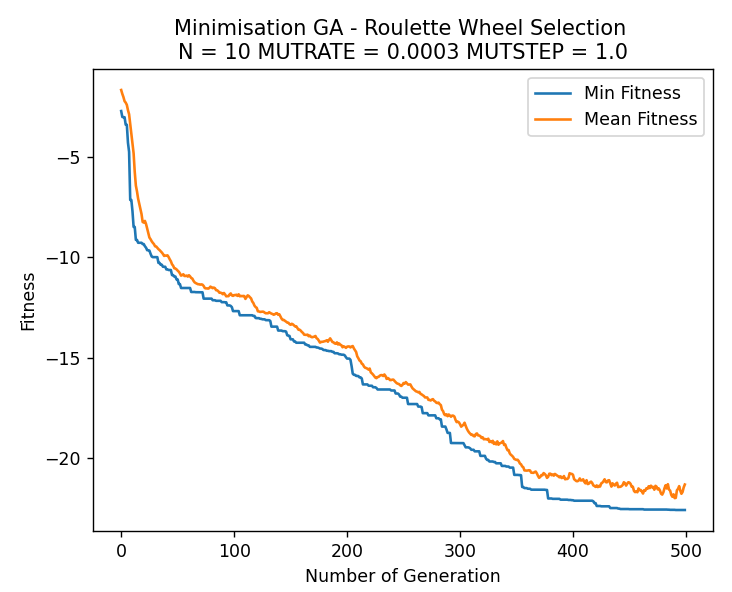 Minimisation GA - Roulette Wheel Selection
N = 10 MUTRATE = 0.0003 MUTSTEP = 1.0
Min Fitness
Mean Fitness
Fitness
−5
−10
−15
−20
0
100
200
300
400
500
Number of Generation